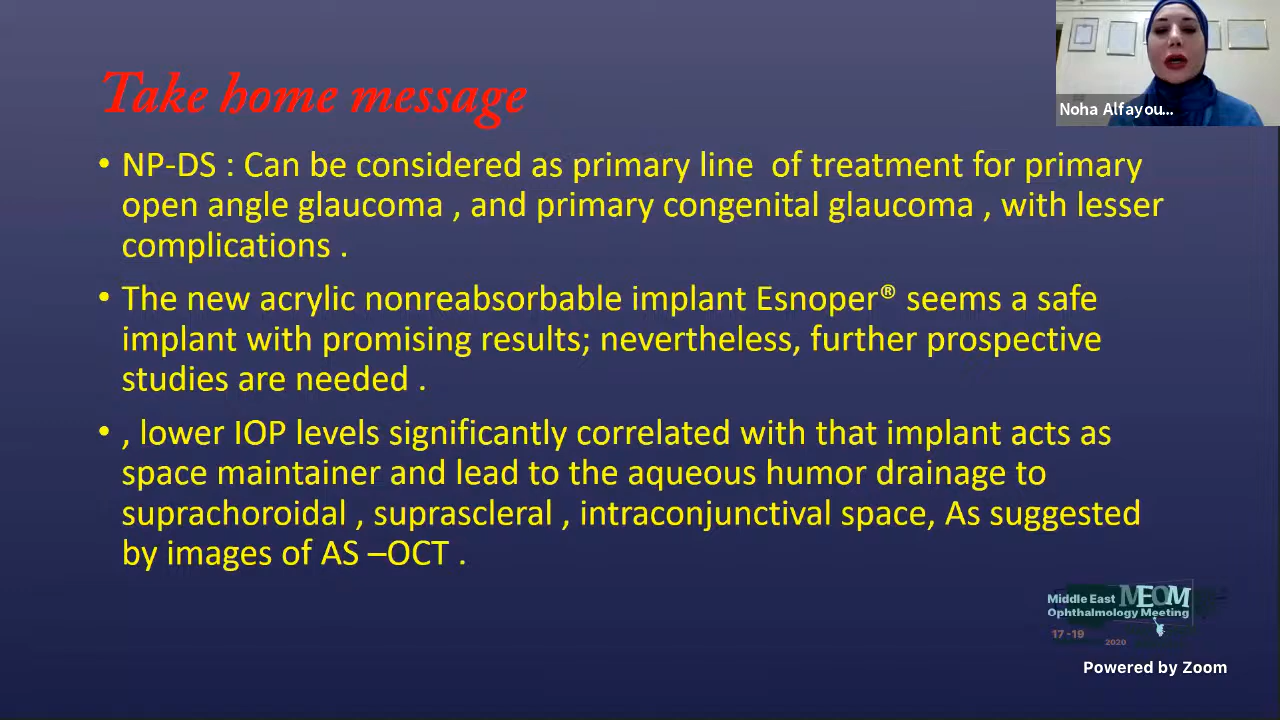 Take home message
• NP-DS : Can be considered as primary line of treatment for primary
open angle glaucoma , and primary congenital glaucoma , with lesser
complications .
• The new acrylic nonreabsorbable implant Esnoper® seems a safe
implant with promising results; nevertheless, further prospective
studies are needed .
• , lower IOP levels significantly correlated with that implant acts as
space maintainer and lead to the aqueous humor drainage to
suprachoroidal , suprascleral , intraconjunctival space, As suggested
by images of AS –OCT .
Noha Alfayou...
Middle East MEOM
Ophthalmology Meeting
17-19
2020
Powered by Zoom